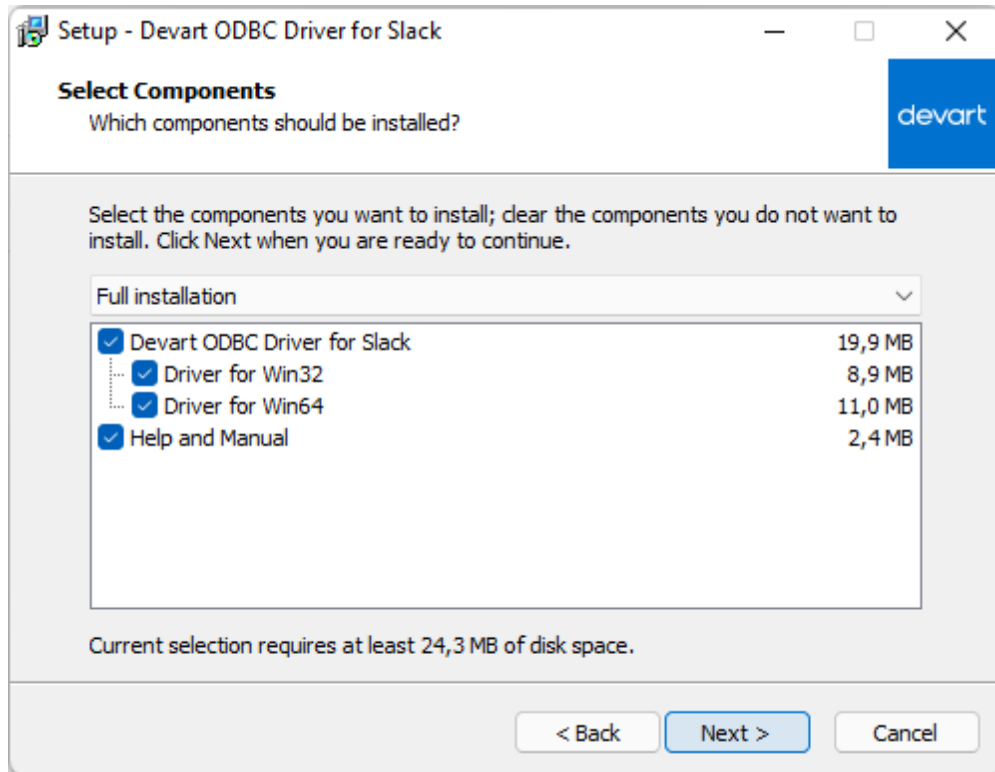 Setup - Devart ODBC Driver for Slack
Select Components
Which components should be installed?
devart
Select the components you want to install; clear the components you do not want to
install. Click Next when you are ready to continue.
Full installation
Devart ODBC Driver for Slack 19,9 MB
Driver for Win32 8,9 MB
Driver for Win64 11,0 MB
Help and Manual 2,4 MB
Current selection requires at least 24,3 MB of disk space.
< Back Next > Cancel